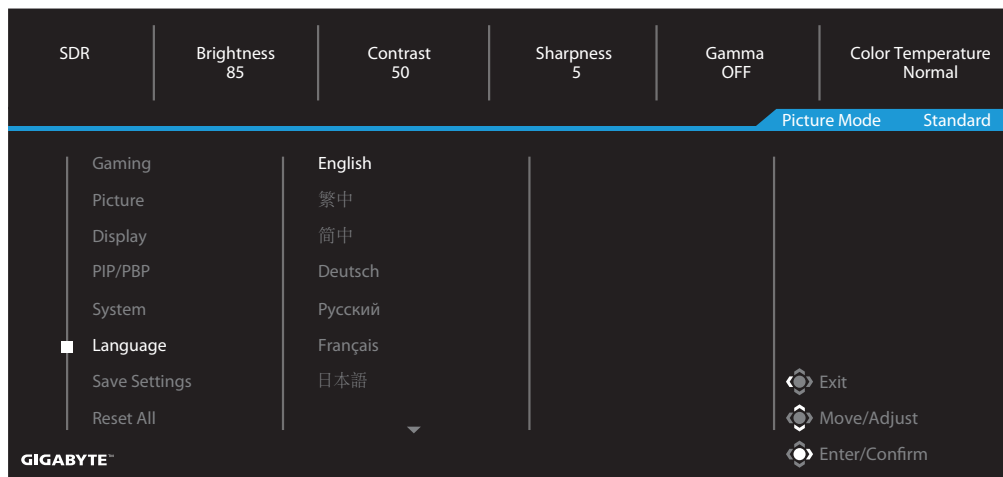 SDR
Brightness
85
Contrast
50
Sharpness
5
Gamma
OFF
Color Temperature
Normal
Picture Mode Standard
Gaming
Picture
Display
PIP/PBP
System
Language
Save Settings
Reset All
English
繁中
简中
Deutsch
Русский
Français
日本語
Exit
Move/Adjust
Enter/Confirm
GIGABYTE™